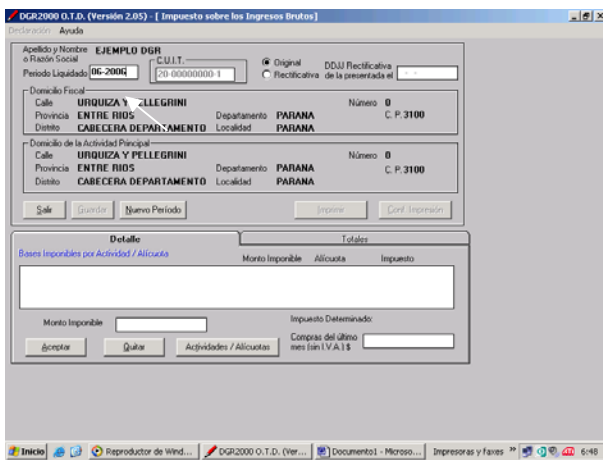 DGR2000 O.T.D. (Versión 2.05) - [ Impuesto sobre los Ingresos Brutos]
Declaración Ayuda
Apellido y Nombre EJEMPLO DGR
o Razón Social
C.U.I.T.
Periodo Liquidado 06-2006 20-00000000-1
Original
Rectificativa
DDJJ Rectificativa
de la presentada el - -
Domicilio Fiscal
Calle URQUIZA Y PELLEGRINI Número 0
Provincia ENTRE RIOS Departamento PARANA C. P. 3100
Distrito CABECERA DEPARTAMENTO Localidad PARANA
Domicilio de la Actividad Principal
Calle URQUIZA Y PELLEGRINI Número 0
Provincia ENTRE RIOS Departamento PARANA C. P. 3100
Distrito CABECERA DEPARTAMENTO Localidad PARANA
Salir Guardar Nuevo Período Imprimir Conf. Impresión
Detalle Totales
Bases Imponibles por Actividad / Alícuota Monto Imponible Alícuota Impuesto
Monto Imponible Impuesto Determinado:
Compras del último
mes (sin I.V.A.) $
Aceptar Quitar Actividades / Alícuotas
Inicio Reproductor de Wind... DGR2000 O.T.D. (Ver... Documento1 - Microso... Impresoras y faxes » 6:48